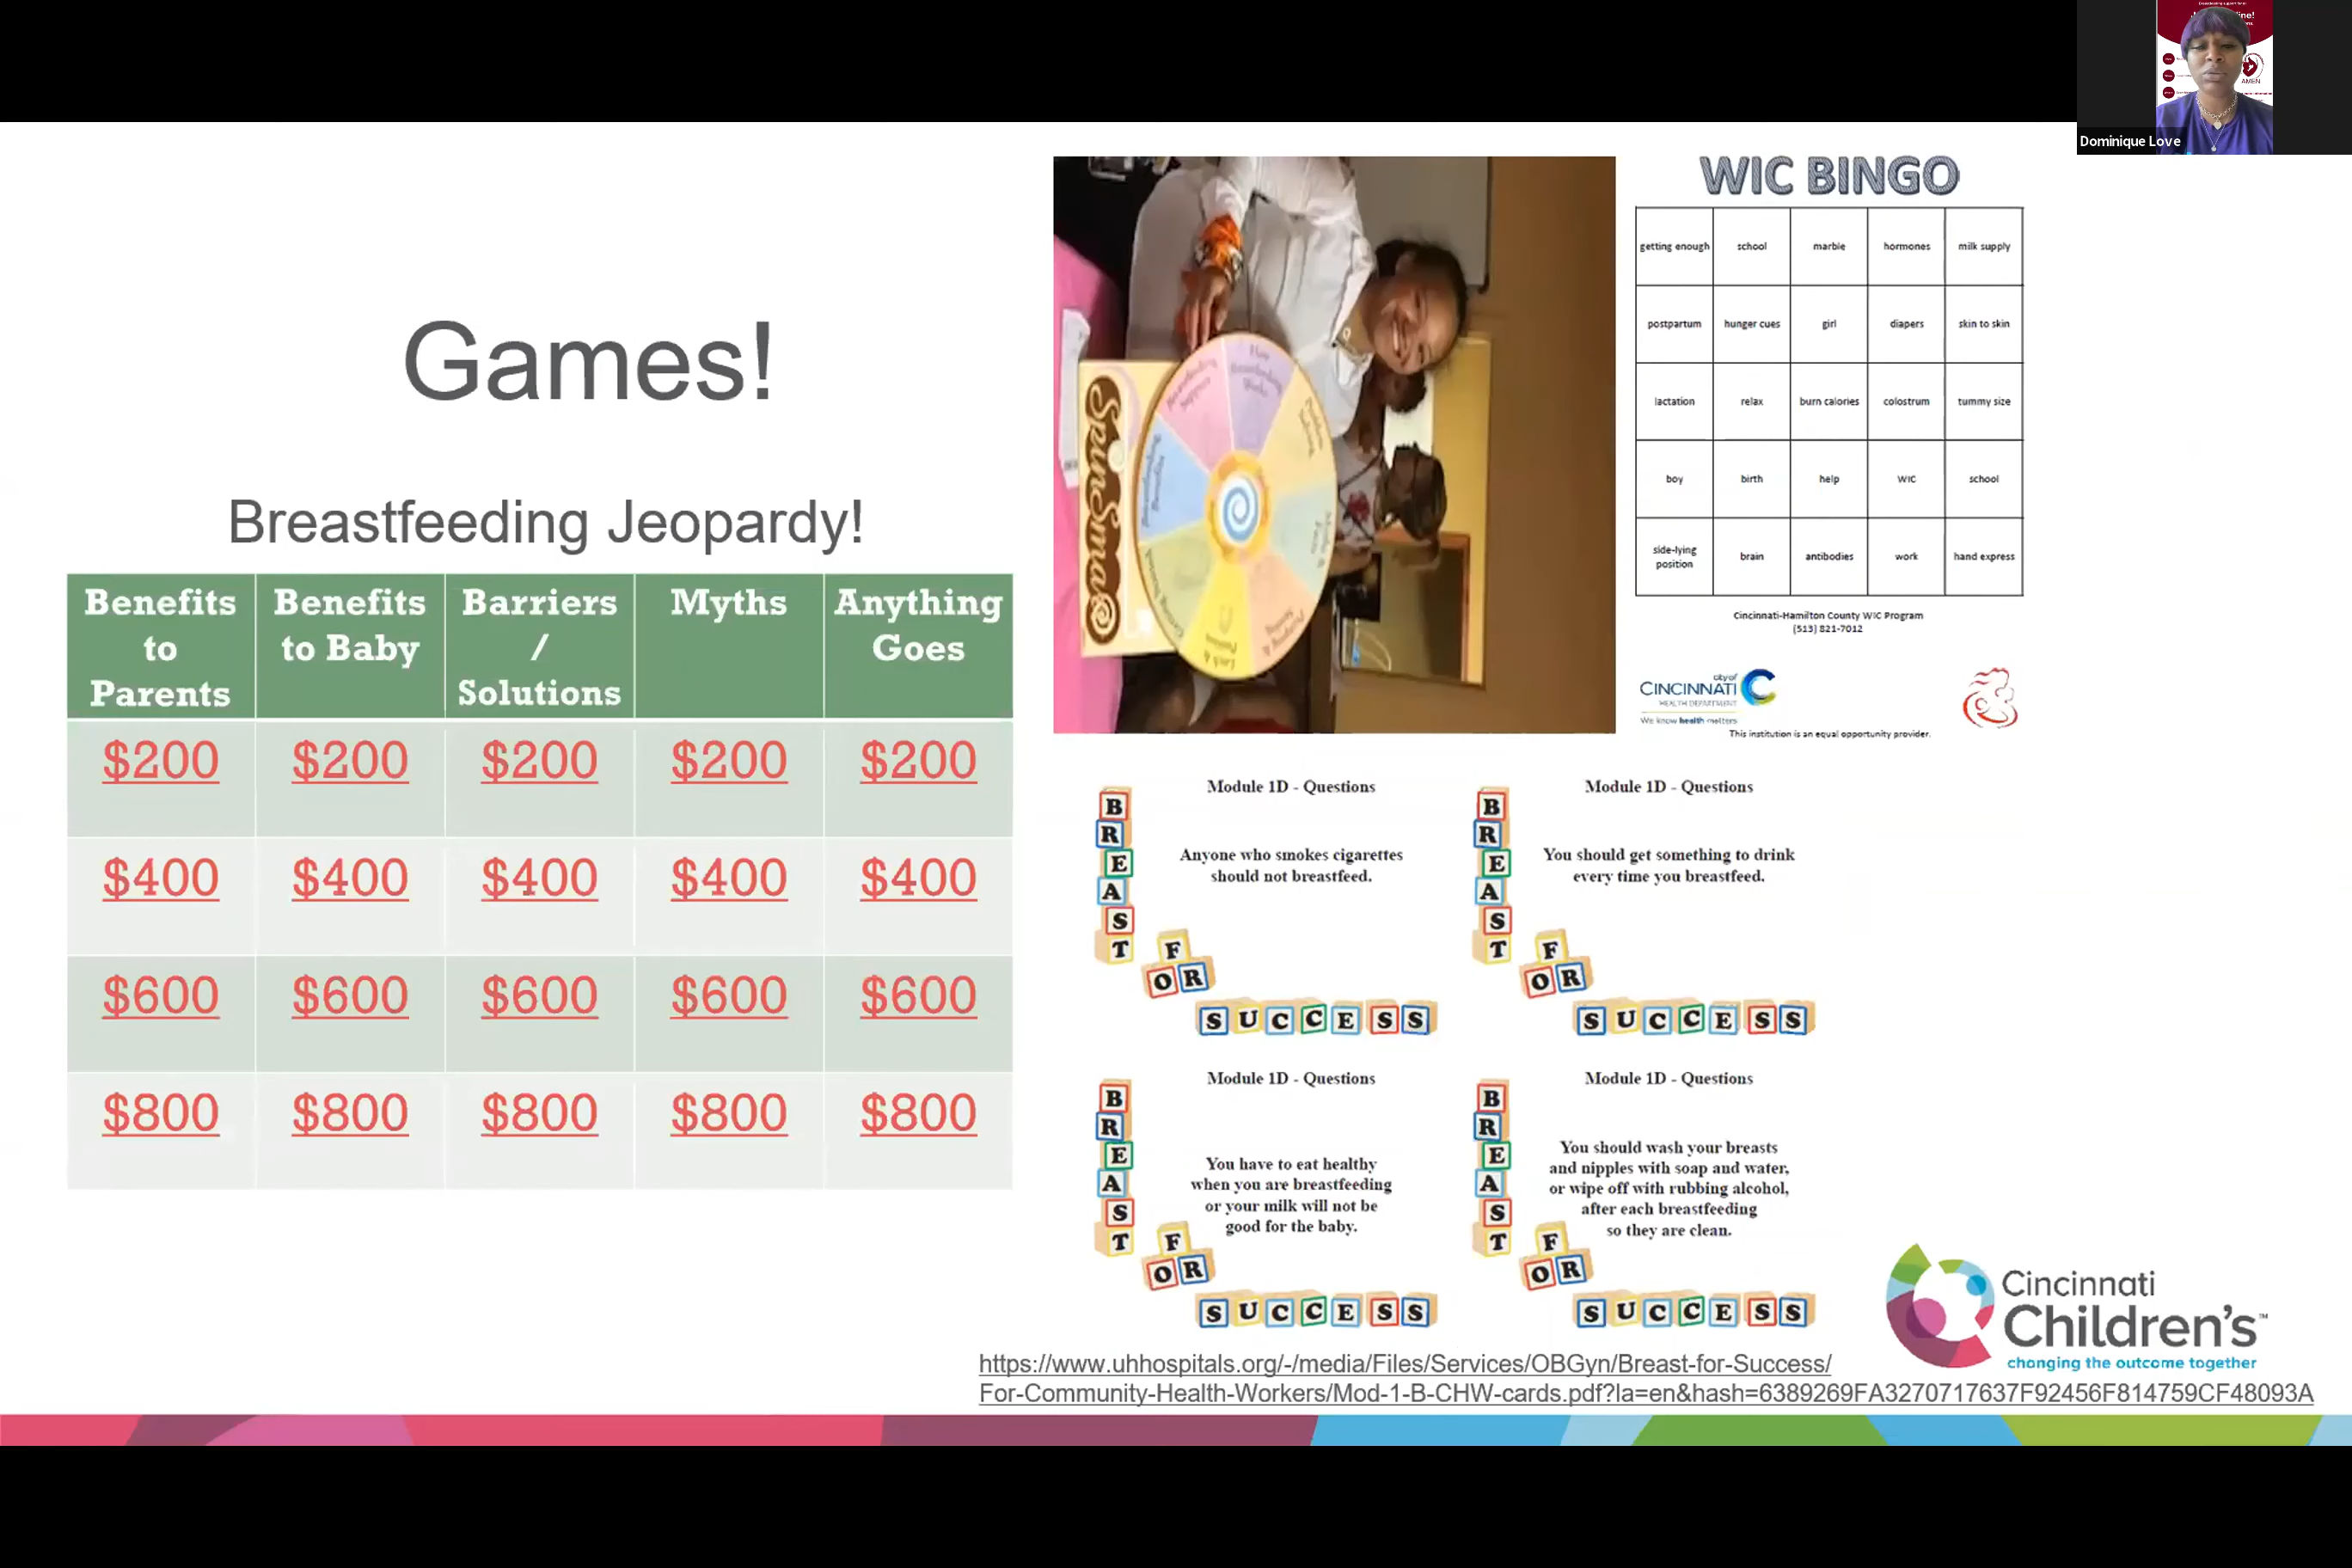 Dominique Love
AMEN
Games!
Breastfeeding Jeopardy!
Benefits to Parents
Benefits to Baby
Barriers / Solutions
Myths
Anything Goes
$200 $200 $200 $200 $200
$400 $400 $400 $400 $400
$600 $600 $600 $600 $600
$800 $800 $800 $800 $800
WIC BINGO
getting enough school marble hormones milk supply
postpartum hunger cues girl diapers skin to skin
lactation relax burn calories colostrum tummy size
boy birth help WIC school
side-lying position brain antibodies work hand express
Cincinnati-Hamilton County WIC Program
(513) 821-7012
city of
CINCINNATI
HEALTH DEPARTMENT
We know health matters
This institution is an equal opportunity provider.
Module 1D - Questions
Anyone who smokes cigarettes
should not breastfeed.
BREAST
FOR
SUCCESS
Module 1D - Questions
You should get something to drink
every time you breastfeed.
BREAST
FOR
SUCCESS
Module 1D - Questions
You have to eat healthy
when you are breastfeeding
or your milk will not be
good for the baby.
BREAST
FOR
SUCCESS
Module 1D - Questions
You should wash your breasts
and nipples with soap and water,
or wipe off with rubbing alcohol,
after each breastfeeding
so they are clean.
BREAST
FOR
SUCCESS
Cincinnati
Children's™
changing the outcome together
https://www.uhhospitals.org/-/media/Files/Services/OBGyn/Breast-for-Success/
For-Community-Health-Workers/Mod-1-B-CHW-cards.pdf?la=en&hash=6389269FA3270717637F92456F814759CF48093A